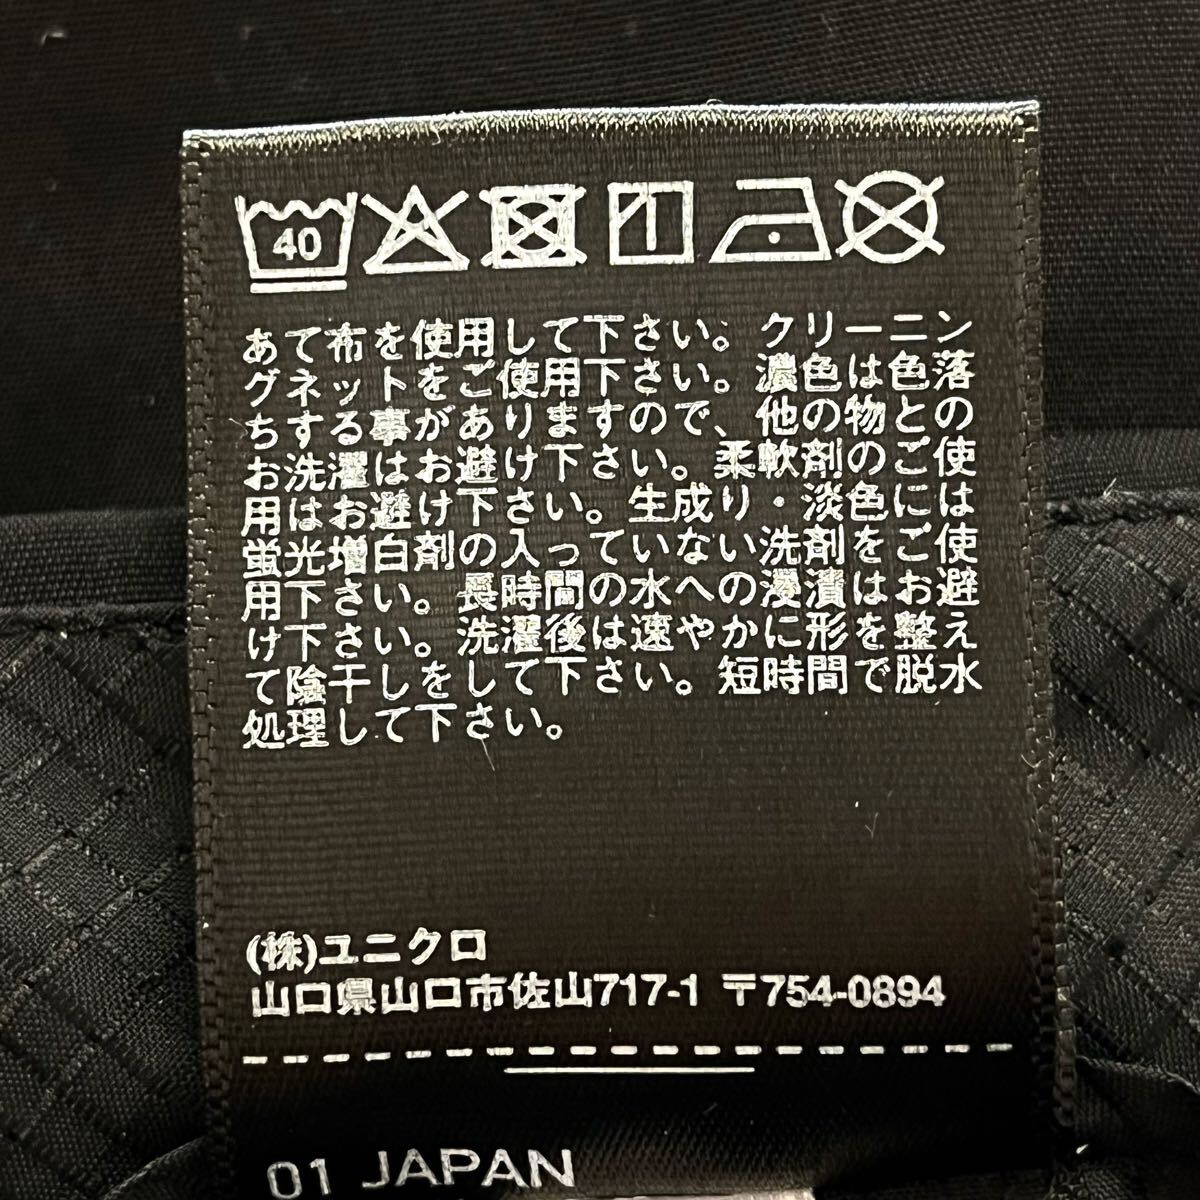 40
あて布を使用して下さい。クリーニン
グネットをご使用下さい。濃色は色落
ちする事がありますので、他の物との
お洗濯はお避け下さい。柔軟剤のご使
用はお避け下さい。生成り・淡色には
蛍光増白剤の入っていない洗剤をご使
用下さい。長時間の水への浸漬はお避
け下さい。洗濯後は速やかに形を整え
て陰干しをして下さい。短時間で脱水
処理して下さい。
(株)ユニクロ
山口県山口市佐山717-1 〒754-0894
01 JAPAN